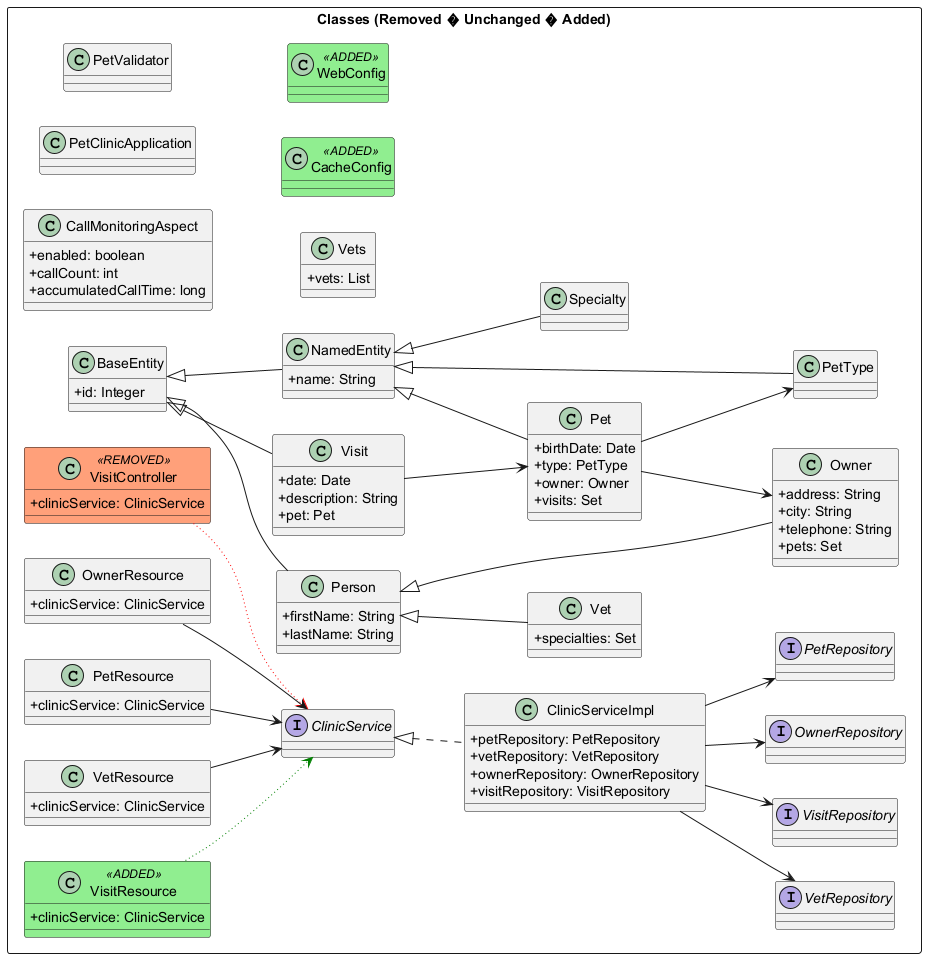 Classes (Removed � Unchanged � Added)
C PetValidator
C PetClinicApplication
C CallMonitoringAspect
+enabled: boolean
+callCount: int
+accumulatedCallTime: long
C BaseEntity
+id: Integer
«REMOVED»
C VisitController
+clinicService: ClinicService
C OwnerResource
+clinicService: ClinicService
C PetResource
+clinicService: ClinicService
C VetResource
+clinicService: ClinicService
«ADDED»
C VisitResource
+clinicService: ClinicService
«ADDED»
C WebConfig
«ADDED»
C CacheConfig
C Vets
+vets: List
C NamedEntity
+name: String
C Visit
+date: Date
+description: String
+pet: Pet
C Person
+firstName: String
+lastName: String
I ClinicService
C Specialty
C Pet
+birthDate: Date
+type: PetType
+owner: Owner
+visits: Set
C Vet
+specialties: Set
C ClinicServiceImpl
+petRepository: PetRepository
+vetRepository: VetRepository
+ownerRepository: OwnerRepository
+visitRepository: VisitRepository
C PetType
C Owner
+address: String
+city: String
+telephone: String
+pets: Set
I PetRepository
I OwnerRepository
I VisitRepository
I VetRepository